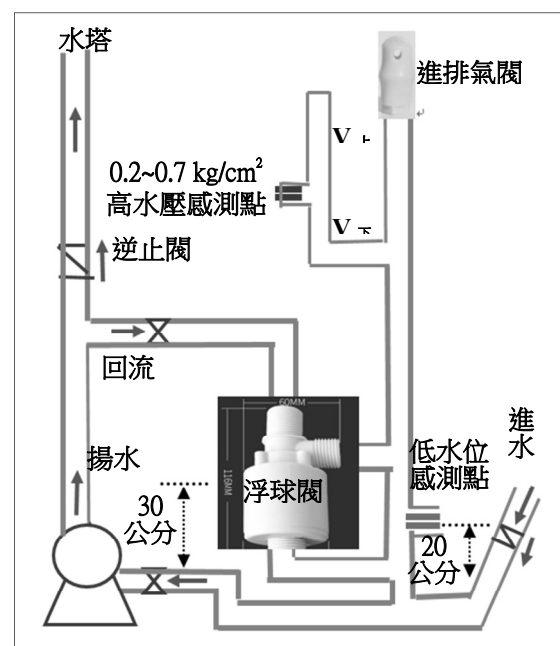 水塔
進排氣閥
V上
0.2~0.7 kg/cm²
高水壓感測點
V下
逆止閥
回流
60MM
116MM
進水
低水位
感測點
揚水
浮球閥
30
公分
20
公分